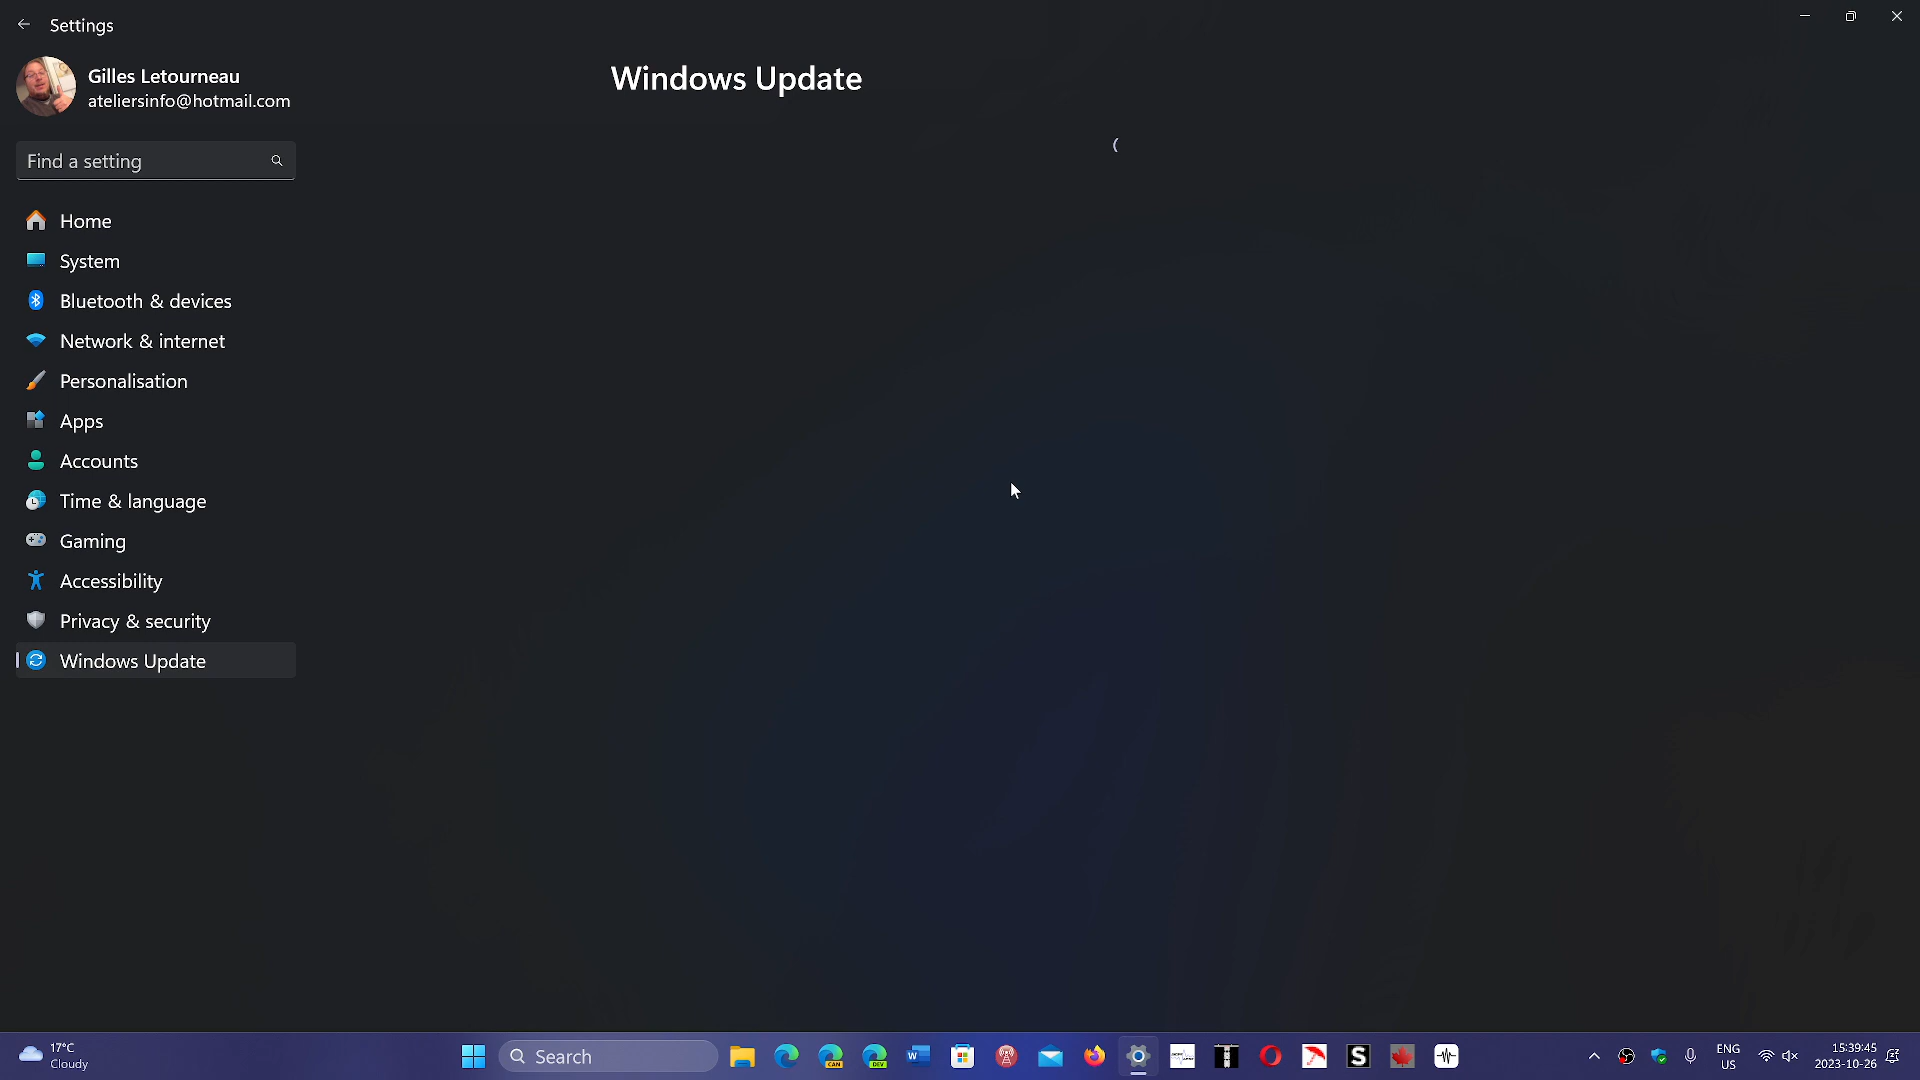 Settings
Gilles Letourneau
ateliersinfo@hotmail.com
Windows Update
Find a setting
Home
System
Bluetooth & devices
Network & internet
Personalisation
Apps
Accounts
Time & language
Gaming
Accessibility
Privacy & security
Windows Update
17°C
Cloudy
Search
CAN
DEV
W
S
ENG
US
15:39:45
2023-10-26